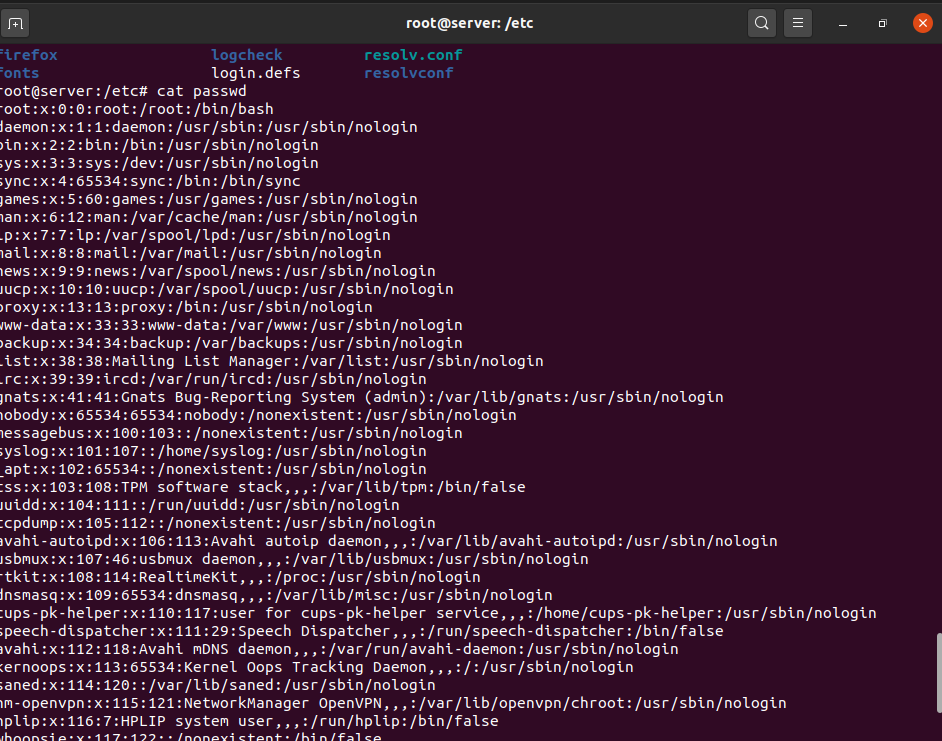 root@server: /etc
firefox logcheck resolv.conf
fonts login.defs resolvconf
root@server:/etc# cat passwd
root:x:0:0:root:/root:/bin/bash
daemon:x:1:1:daemon:/usr/sbin:/usr/sbin/nologin
bin:x:2:2:bin:/bin:/usr/sbin/nologin
sys:x:3:3:sys:/dev:/usr/sbin/nologin
sync:x:4:65534:sync:/bin:/bin/sync
games:x:5:60:games:/usr/games:/usr/sbin/nologin
man:x:6:12:man:/var/cache/man:/usr/sbin/nologin
lp:x:7:7:lp:/var/spool/lpd:/usr/sbin/nologin
mail:x:8:8:mail:/var/mail:/usr/sbin/nologin
news:x:9:9:news:/var/spool/news:/usr/sbin/nologin
uucp:x:10:10:uucp:/var/spool/uucp:/usr/sbin/nologin
proxy:x:13:13:proxy:/bin:/usr/sbin/nologin
www-data:x:33:33:www-data:/var/www:/usr/sbin/nologin
backup:x:34:34:backup:/var/backups:/usr/sbin/nologin
list:x:38:38:Mailing List Manager:/var/list:/usr/sbin/nologin
irc:x:39:39:ircd:/var/run/ircd:/usr/sbin/nologin
gnats:x:41:41:Gnats Bug-Reporting System (admin):/var/lib/gnats:/usr/sbin/nologin
nobody:x:65534:65534:nobody:/nonexistent:/usr/sbin/nologin
messagebus:x:100:103::/nonexistent:/usr/sbin/nologin
syslog:x:101:107::/home/syslog:/usr/sbin/nologin
_apt:x:102:65534::/nonexistent:/usr/sbin/nologin
tss:x:103:108:TPM software stack,,,:/var/lib/tpm:/bin/false
uuidd:x:104:111::/run/uuidd:/usr/sbin/nologin
tcpdump:x:105:112::/nonexistent:/usr/sbin/nologin
avahi-autoipd:x:106:113:Avahi autoip daemon,,,:/var/lib/avahi-autoipd:/usr/sbin/nologin
usbmux:x:107:46:usbmux daemon,,,:/var/lib/usbmux:/usr/sbin/nologin
rtkit:x:108:114:RealtimeKit,,,:/proc:/usr/sbin/nologin
dnsmasq:x:109:65534:dnsmasq,,,:/var/lib/misc:/usr/sbin/nologin
cups-pk-helper:x:110:117:user for cups-pk-helper service,,,:/home/cups-pk-helper:/usr/sbin/nologin
speech-dispatcher:x:111:29:Speech Dispatcher,,,:/run/speech-dispatcher:/bin/false
avahi:x:112:118:Avahi mDNS daemon,,,:/var/run/avahi-daemon:/usr/sbin/nologin
kernoops:x:113:65534:Kernel Oops Tracking Daemon,,,:/:/usr/sbin/nologin
saned:x:114:120::/var/lib/saned:/usr/sbin/nologin
nm-openvpn:x:115:121:NetworkManager OpenVPN,,,:/var/lib/openvpn/chroot:/usr/sbin/nologin
hplip:x:116:7:HPLIP system user,,,:/run/hplip:/bin/false
whoopsie:x:117:122::/nonexistent:/bin/false